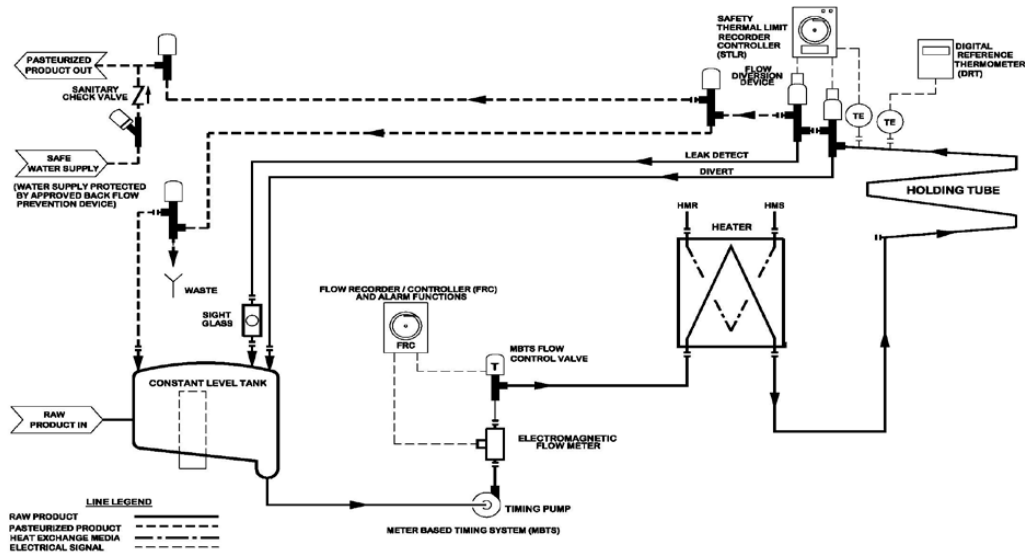 SAFETY
THERMAL LIMIT
RECORDER
CONTROLLER
(STLR)
DIGITAL
REFERENCE
THERMOMETER
(DRT)
PASTEURIZED
PRODUCT OUT
FLOW
DIVERSION
DEVICE
SANITARY
CHECK VALVE
TE
TE
SAFE
WATER SUPPLY
(WATER SUPPLY PROTECTED
BY APPROVED BACK FLOW
PREVENTION DEVICE)
LEAK DETECT
DIVERT
HOLDING TUBE
HMR
HMS
HEATER
WASTE
FLOW RECORDER / CONTROLLER (FRC)
AND ALARM FUNCTIONS
SIGHT
GLASS
FRC
MBTS FLOW
CONTROL VALVE
T
CONSTANT LEVEL TANK
RAW
PRODUCT IN
ELECTROMAGNETIC
FLOW METER
LINE LEGEND
RAW PRODUCT
PASTEURIZED PRODUCT
HEAT EXCHANGE MEDIA
ELECTRICAL SIGNAL
TIMING PUMP
METER BASED TIMING SYSTEM (MBTS)